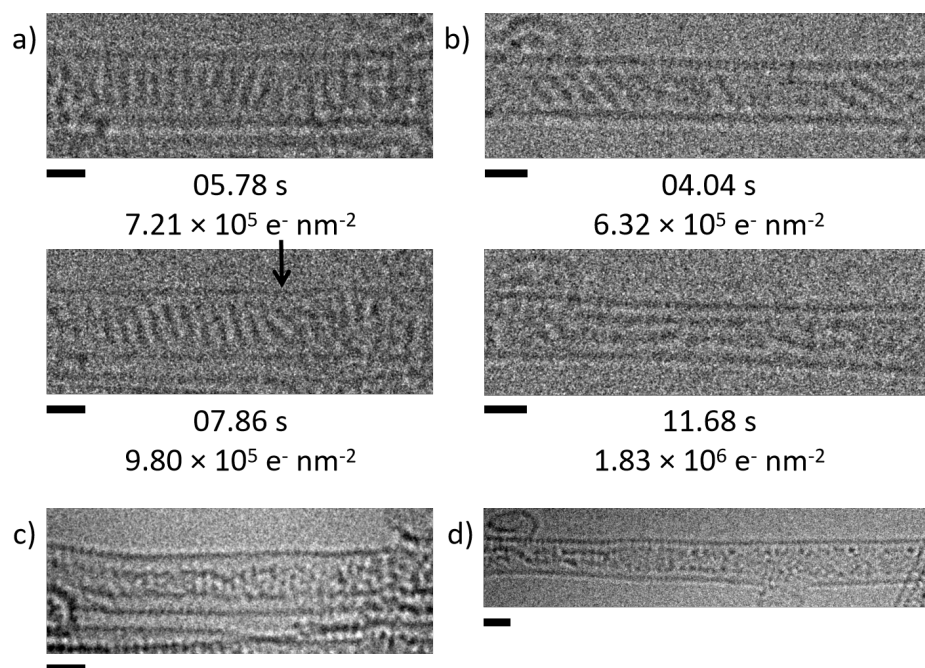 a)
b)
05.78 s
7.21 × 10⁵ e⁻ nm⁻²
04.04 s
6.32 × 10⁵ e⁻ nm⁻²
07.86 s
9.80 × 10⁵ e⁻ nm⁻²
11.68 s
1.83 × 10⁶ e⁻ nm⁻²
c)
d)